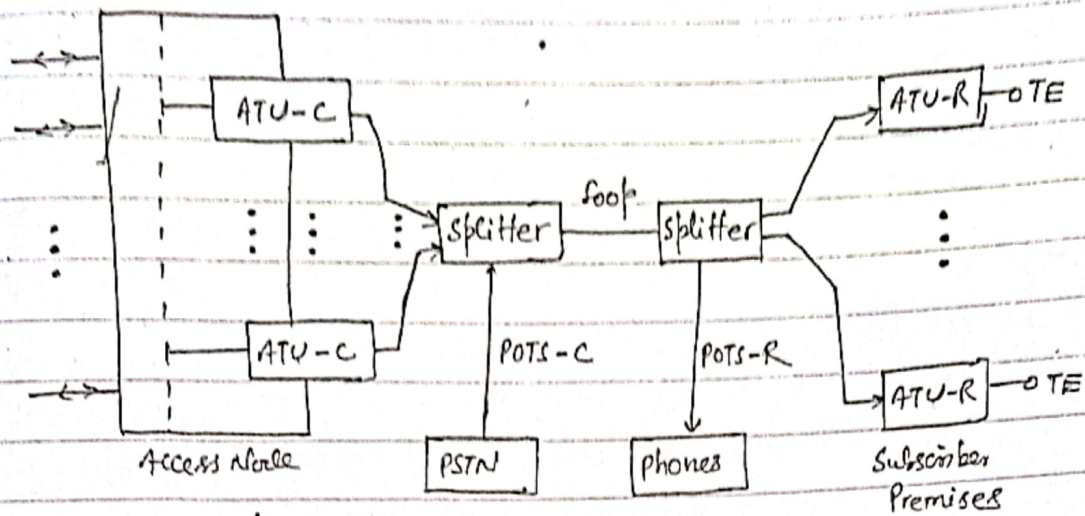 ATU-C
ATU-R
TE
loop
Splitter
Splitter
ATU-C
POTS-C
POTS-R
ATU-R
TE
Access Node
PSTN
Phones
Subscriber
Premises